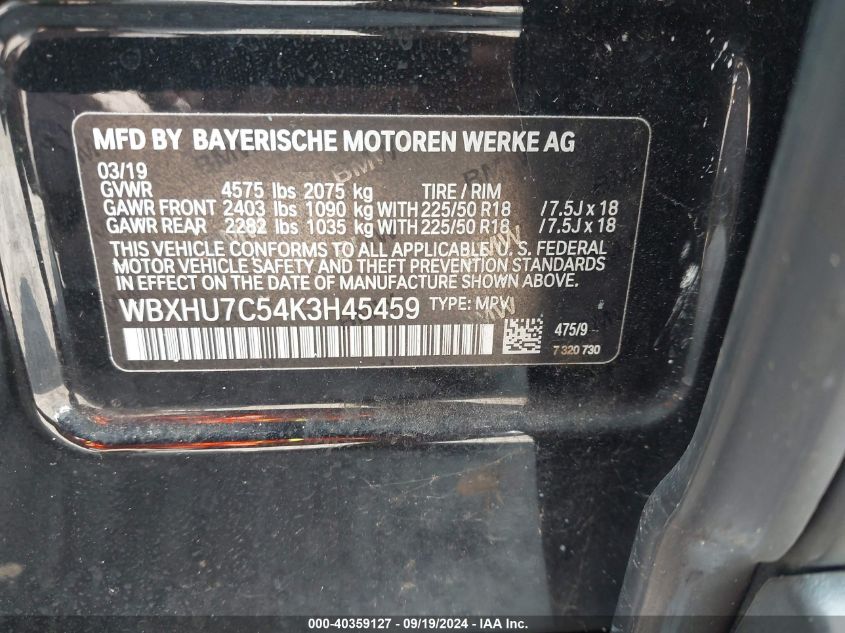 MFD BY BAYERISCHE MOTOREN WERKE AG
03/19
GVWR 4575 lbs 2075 kg TIRE / RIM
GAWR FRONT 2403 lbs 1090 kg WITH 225/50 R18 /7.5J x 18
GAWR REAR 2282 lbs 1035 kg WITH 225/50 R18 /7.5J x 18
THIS VEHICLE CONFORMS TO ALL APPLICABLE U. S. FEDERAL
MOTOR VEHICLE SAFETY AND THEFT PREVENTION STANDARDS
IN EFFECT ON THE DATE OF MANUFACTURE SHOWN ABOVE.
WBXHU7C54K3H45459 TYPE: MPV
475/9
7 320 730
000-40359127 - 09/19/2024 - IAA Inc.